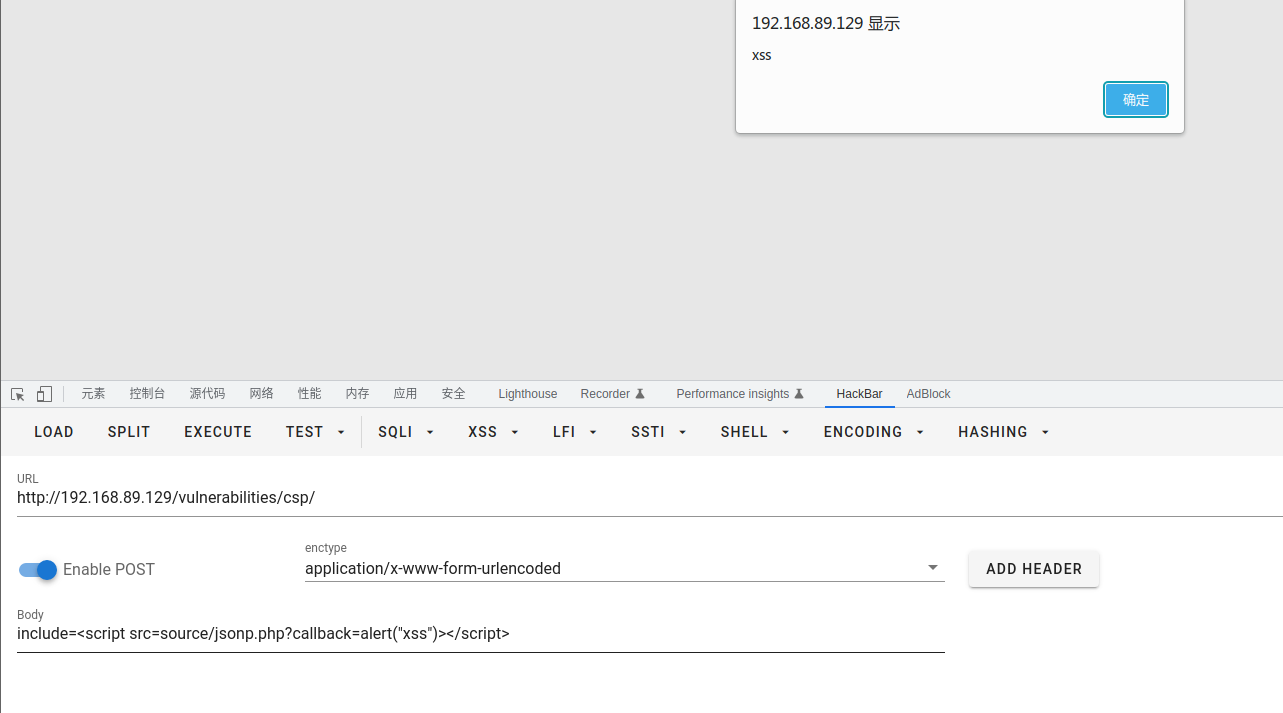 192.168.89.129 显示
xss
确定
元素 控制台 源代码 网络 性能 内存 应用 安全 Lighthouse Recorder Performance insights HackBar AdBlock
LOAD SPLIT EXECUTE TEST SQLI XSS LFI SSTI SHELL ENCODING HASHING
URL
http://192.168.89.129/vulnerabilities/csp/
enctype
Enable POST application/x-www-form-urlencoded ADD HEADER
Body
include=<script src=source/jsonp.php?callback=alert("xss")></script>